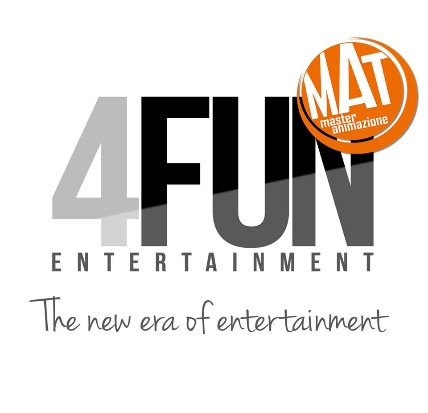 MAT
master
animazione
4FUN
ENTERTAINMENT
The new era of entertainment